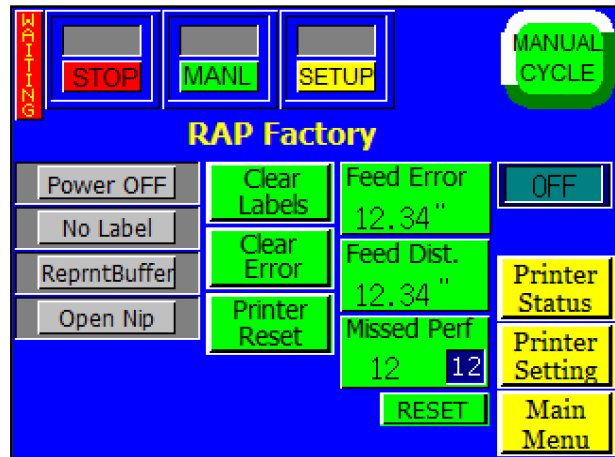 WAITING
STOP
MANL
SETUP
MANUAL
CYCLE
RAP Factory
Power OFF
No Label
ReprntBuffer
Open Nip
Clear
Labels
Clear
Error
Printer
Reset
Feed Error
12.34"
Feed Dist.
12.34"
Missed Perf
12 12
RESET
OFF
Printer
Status
Printer
Setting
Main
Menu